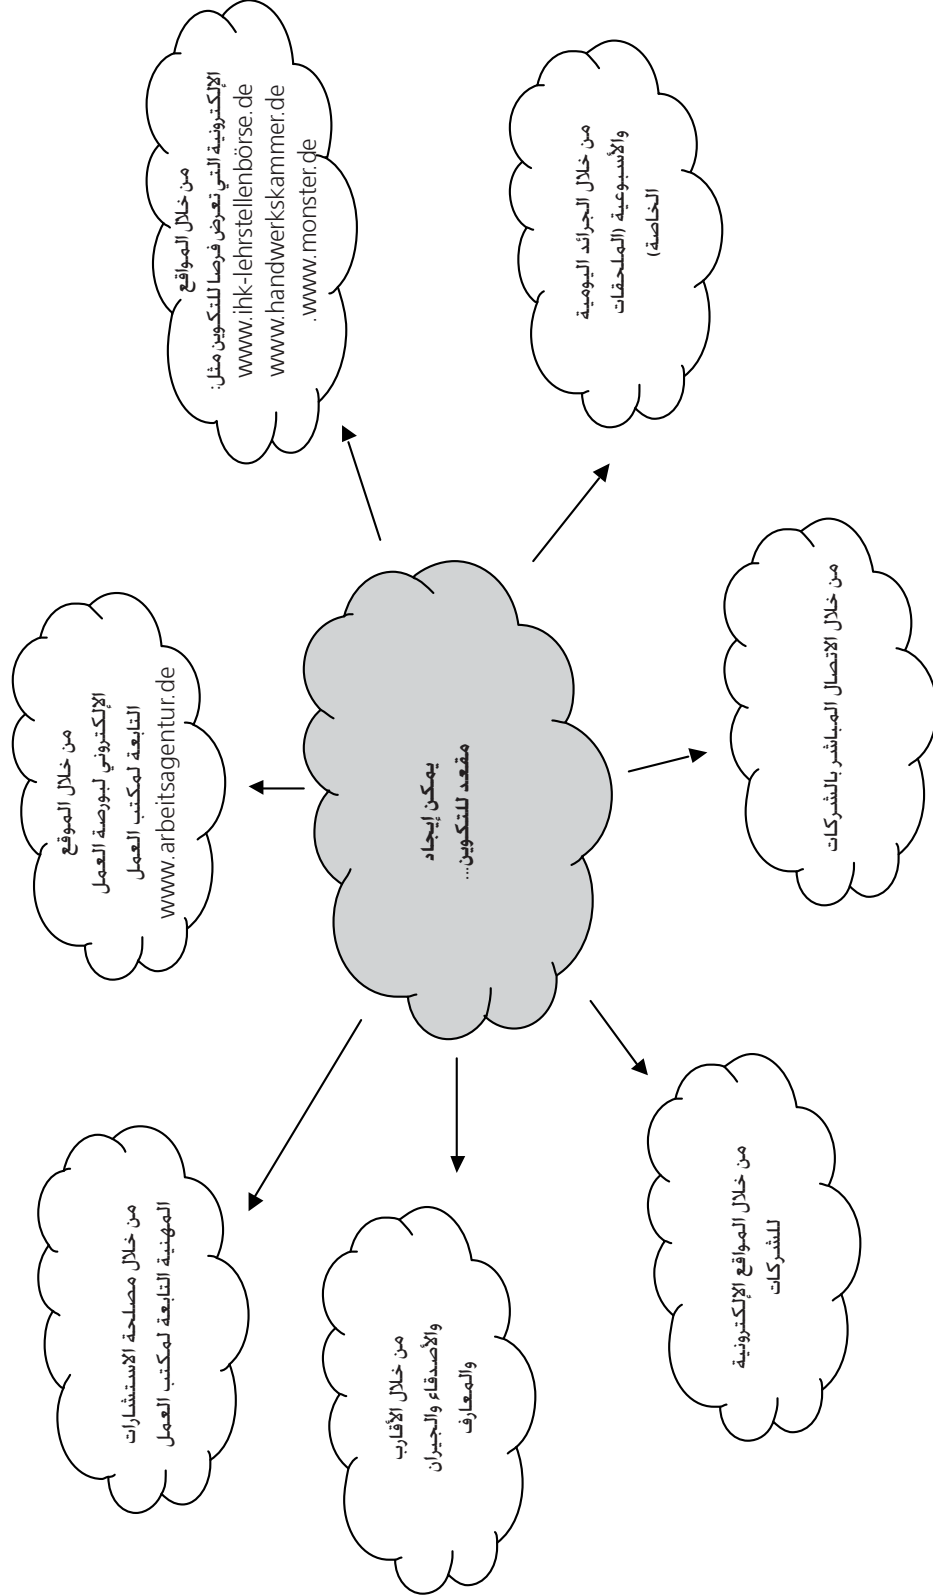 يمكن إيجاد
مقعد للتكوين...
من خلال المواقع
الإلكترونية التي تعرض فرصا للتكوين مثل:
www.ihk-lehrstellenbörse.de
www.handwerkskammer.de
.www.monster.de
من خلال الجرائد اليومية
والأسبوعية (الملحقات
الخاصة)
من خلال الاتصال المباشر بالشركات
من خلال المواقع الإلكترونية
للشركات
من خلال الأقارب
والأصدقاء والجيران
والمعارف
من خلال مصلحة الاستشارات
المهنية التابعة لمكتب العمل
من خلال الموقع
الإلكتروني لبورصة العمل
التابعة لمكتب العمل
www.arbeitsagentur.de